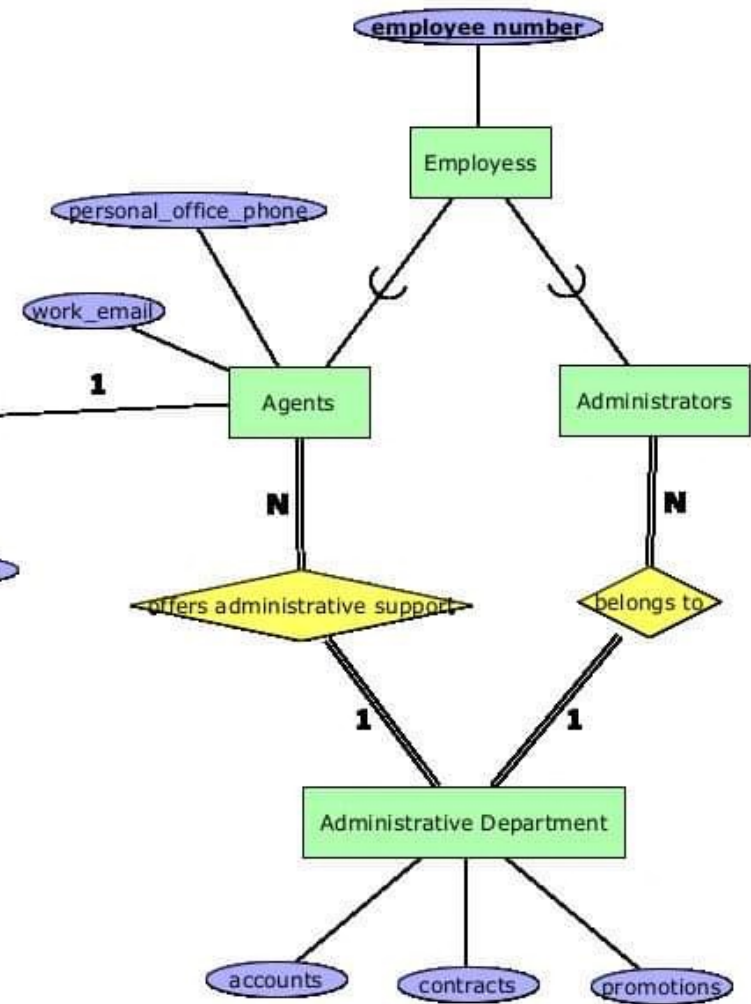 employee number
Employess
personal_office_phone
work_email
1
Agents
Administrators
N
N
offers administrative support
belongs to
1
1
Administrative Department
accounts
contracts
promotions